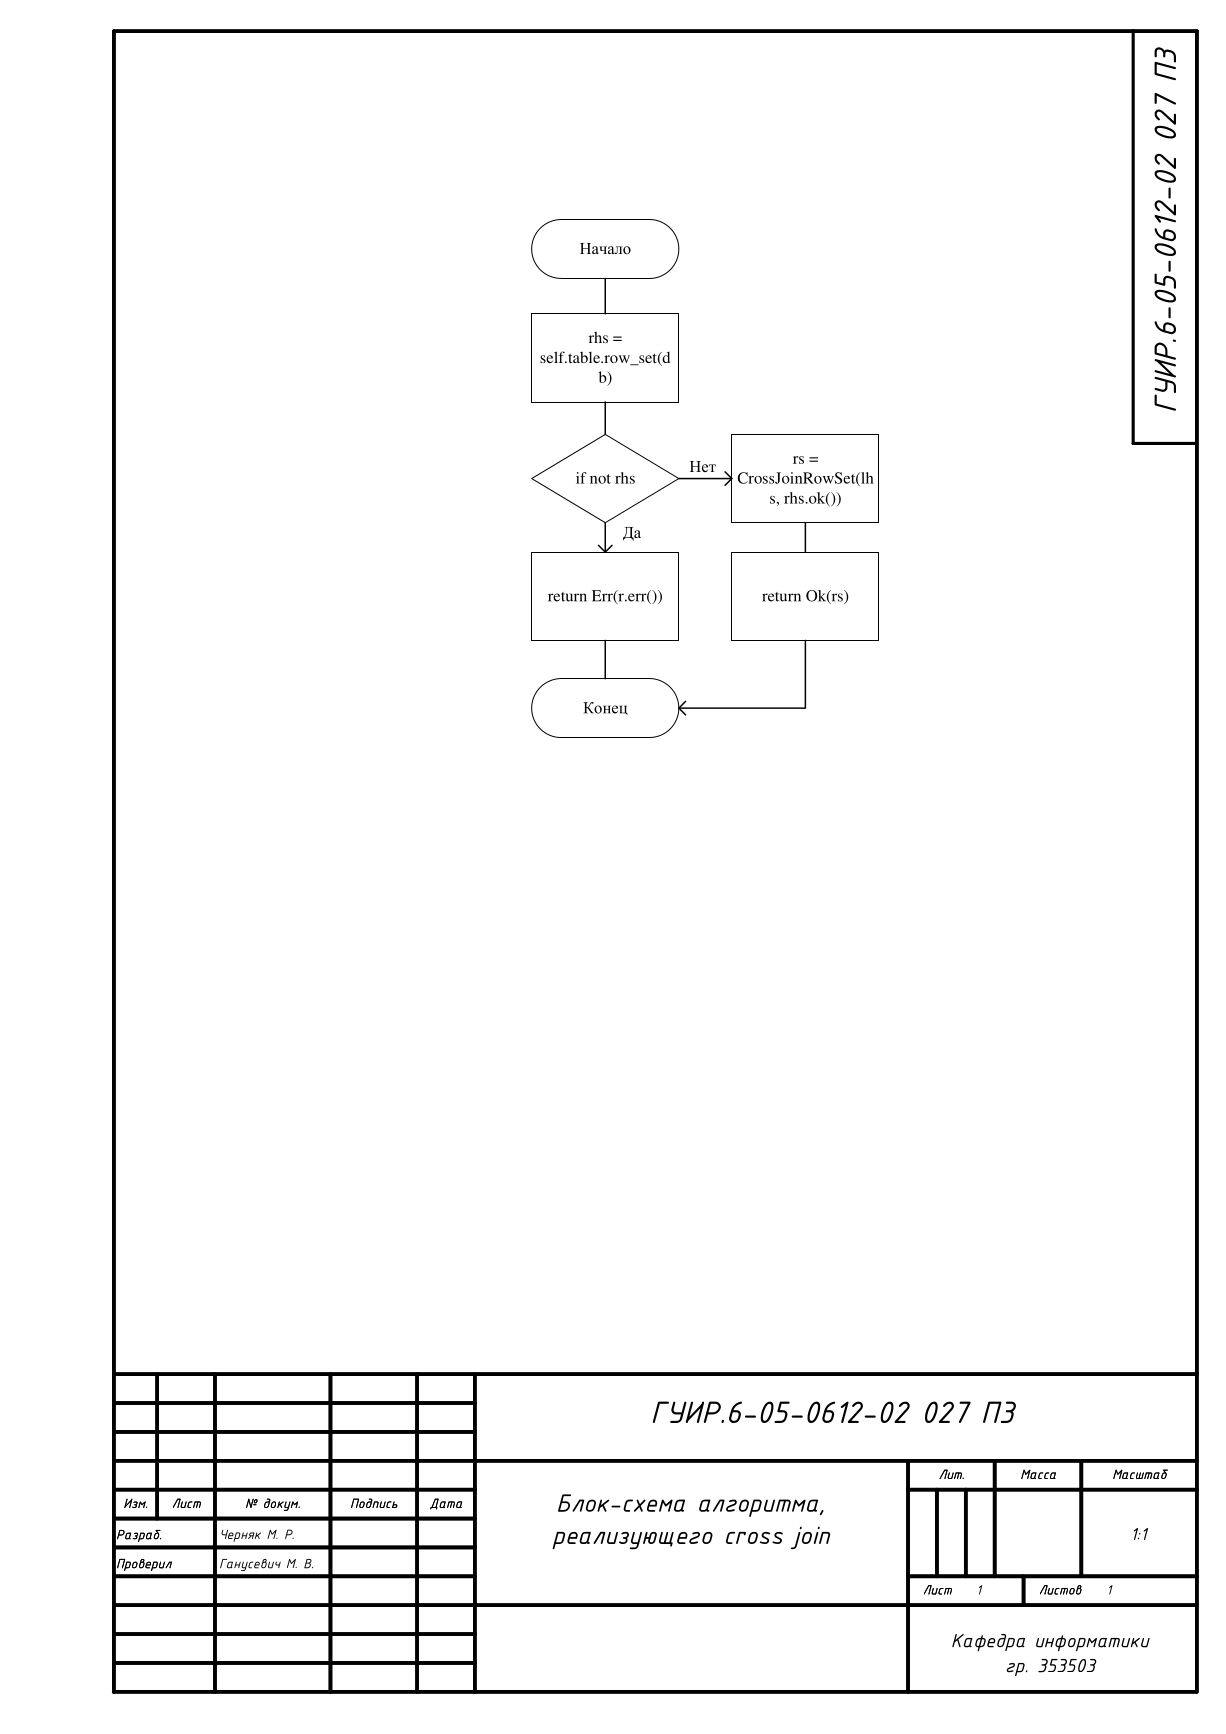 ГУИР.6-05-0612-02 027 ПЗ
Начало
rhs =
self.table.row_set(d
b)
if not rhs
Нет
rs =
CrossJoinRowSet(lh
s, rhs.ok())
Да
return Err(r.err())
return Ok(rs)
Конец
ГУИР.6-05-0612-02 027 ПЗ
Лит. Масса Масштаб
Изм. Лист № докум. Подпись Дата
Блок-схема алгоритма,
реализующего cross join
Разраб. Черняк М. Р.
1:1
Проверил Ганусевич М. В.
Лист 1 Листов 1
Кафедра информатики
гр. 353503